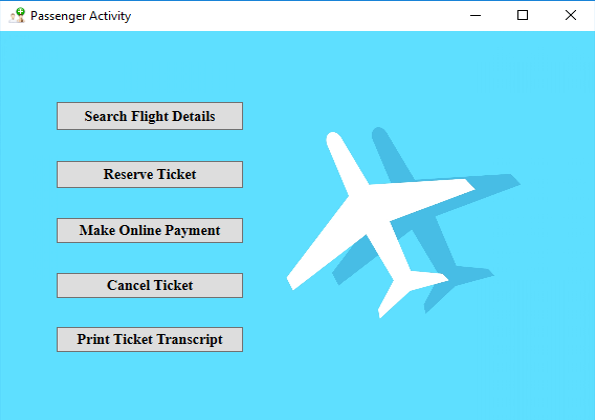 Passenger Activity
Search Flight Details
Reserve Ticket
Make Online Payment
Cancel Ticket
Print Ticket Transcript